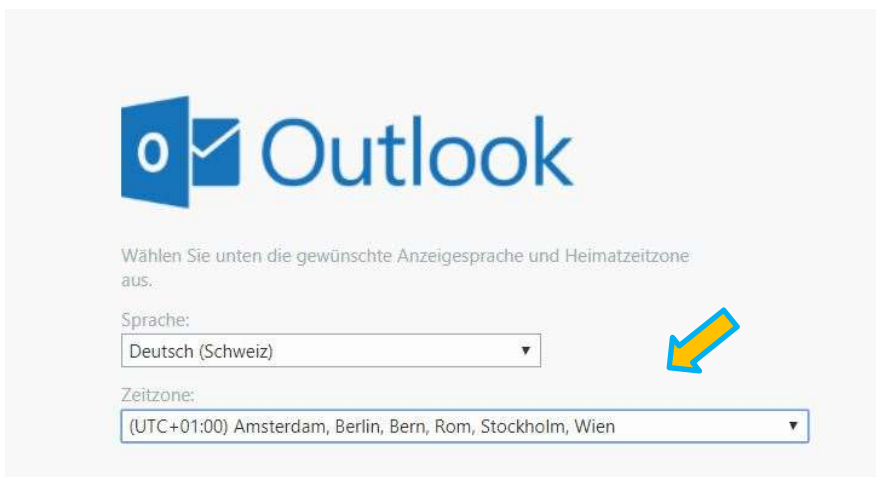 Outlook
Wählen Sie unten die gewünschte Anzeigesprache und Heimatzeitzone
aus.
Sprache:
Deutsch (Schweiz)
Zeitzone:
(UTC+01:00) Amsterdam, Berlin, Bern, Rom, Stockholm, Wien